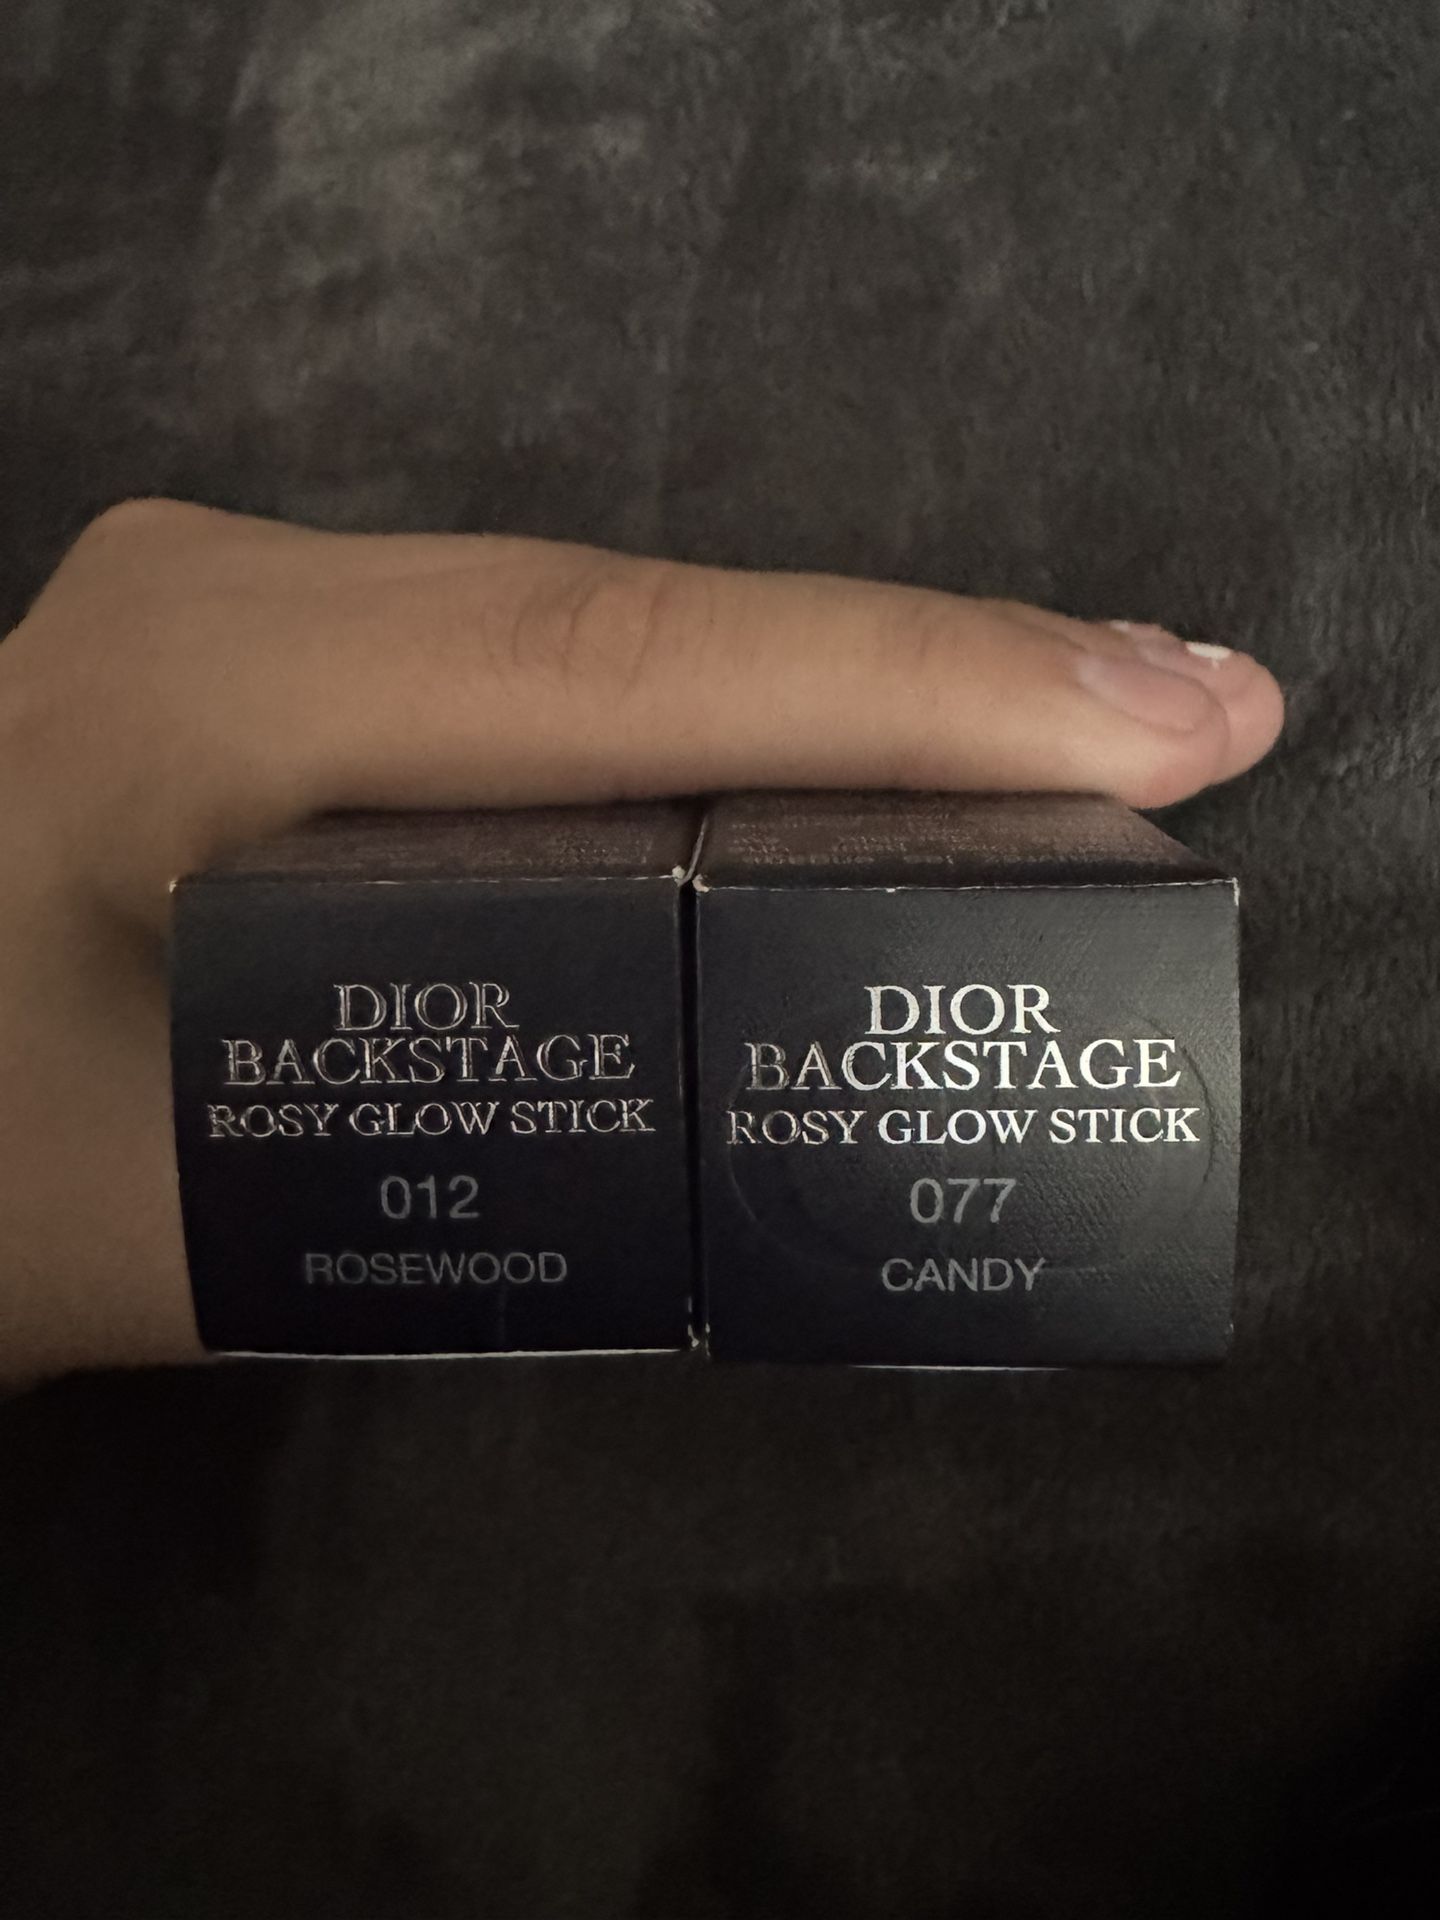 DIOR
BACKSTAGE
ROSY GLOW STICK
012
ROSEWOOD
DIOR
BACKSTAGE
ROSY GLOW STICK
077
CANDY